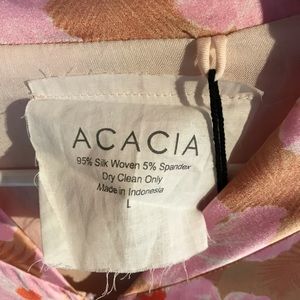 ACACIA
95% Silk Woven 5% Spandex
Dry Clean Only
Made in Indonesia
L